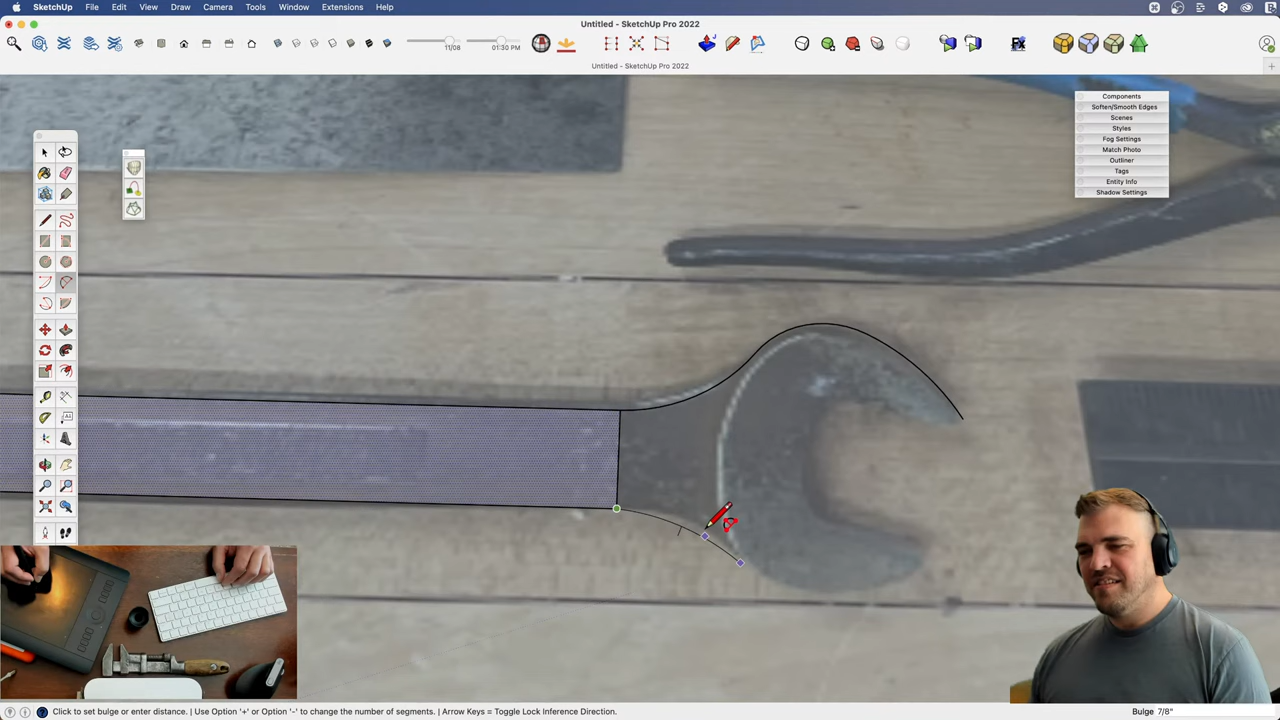 SketchUp File Edit View Draw Camera Tools Window Extensions Help
Untitled - SketchUp Pro 2022
11/08 01:30 PM
Untitled - SketchUp Pro 2022
Components
Soften/Smooth Edges
Scenes
Styles
Fog Settings
Match Photo
Outliner
Tags
Entity Info
Shadow Settings
Click to set bulge or enter distance. | Use Option '+' or Option '-' to change the number of segments. | Arrow Keys = Toggle Lock Inference Direction. Bulge 7/8"